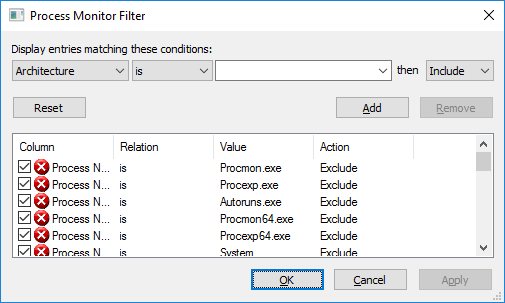 Process Monitor Filter
Display entries matching these conditions:
Architecture is then Include
Reset Add Remove
Column Relation Value Action
Process N... is Procmon.exe Exclude
Process N... is Procexp.exe Exclude
Process N... is Autoruns.exe Exclude
Process N... is Procmon64.exe Exclude
Process N... is Procexp64.exe Exclude
Process N... is System Exclude
OK Cancel Apply